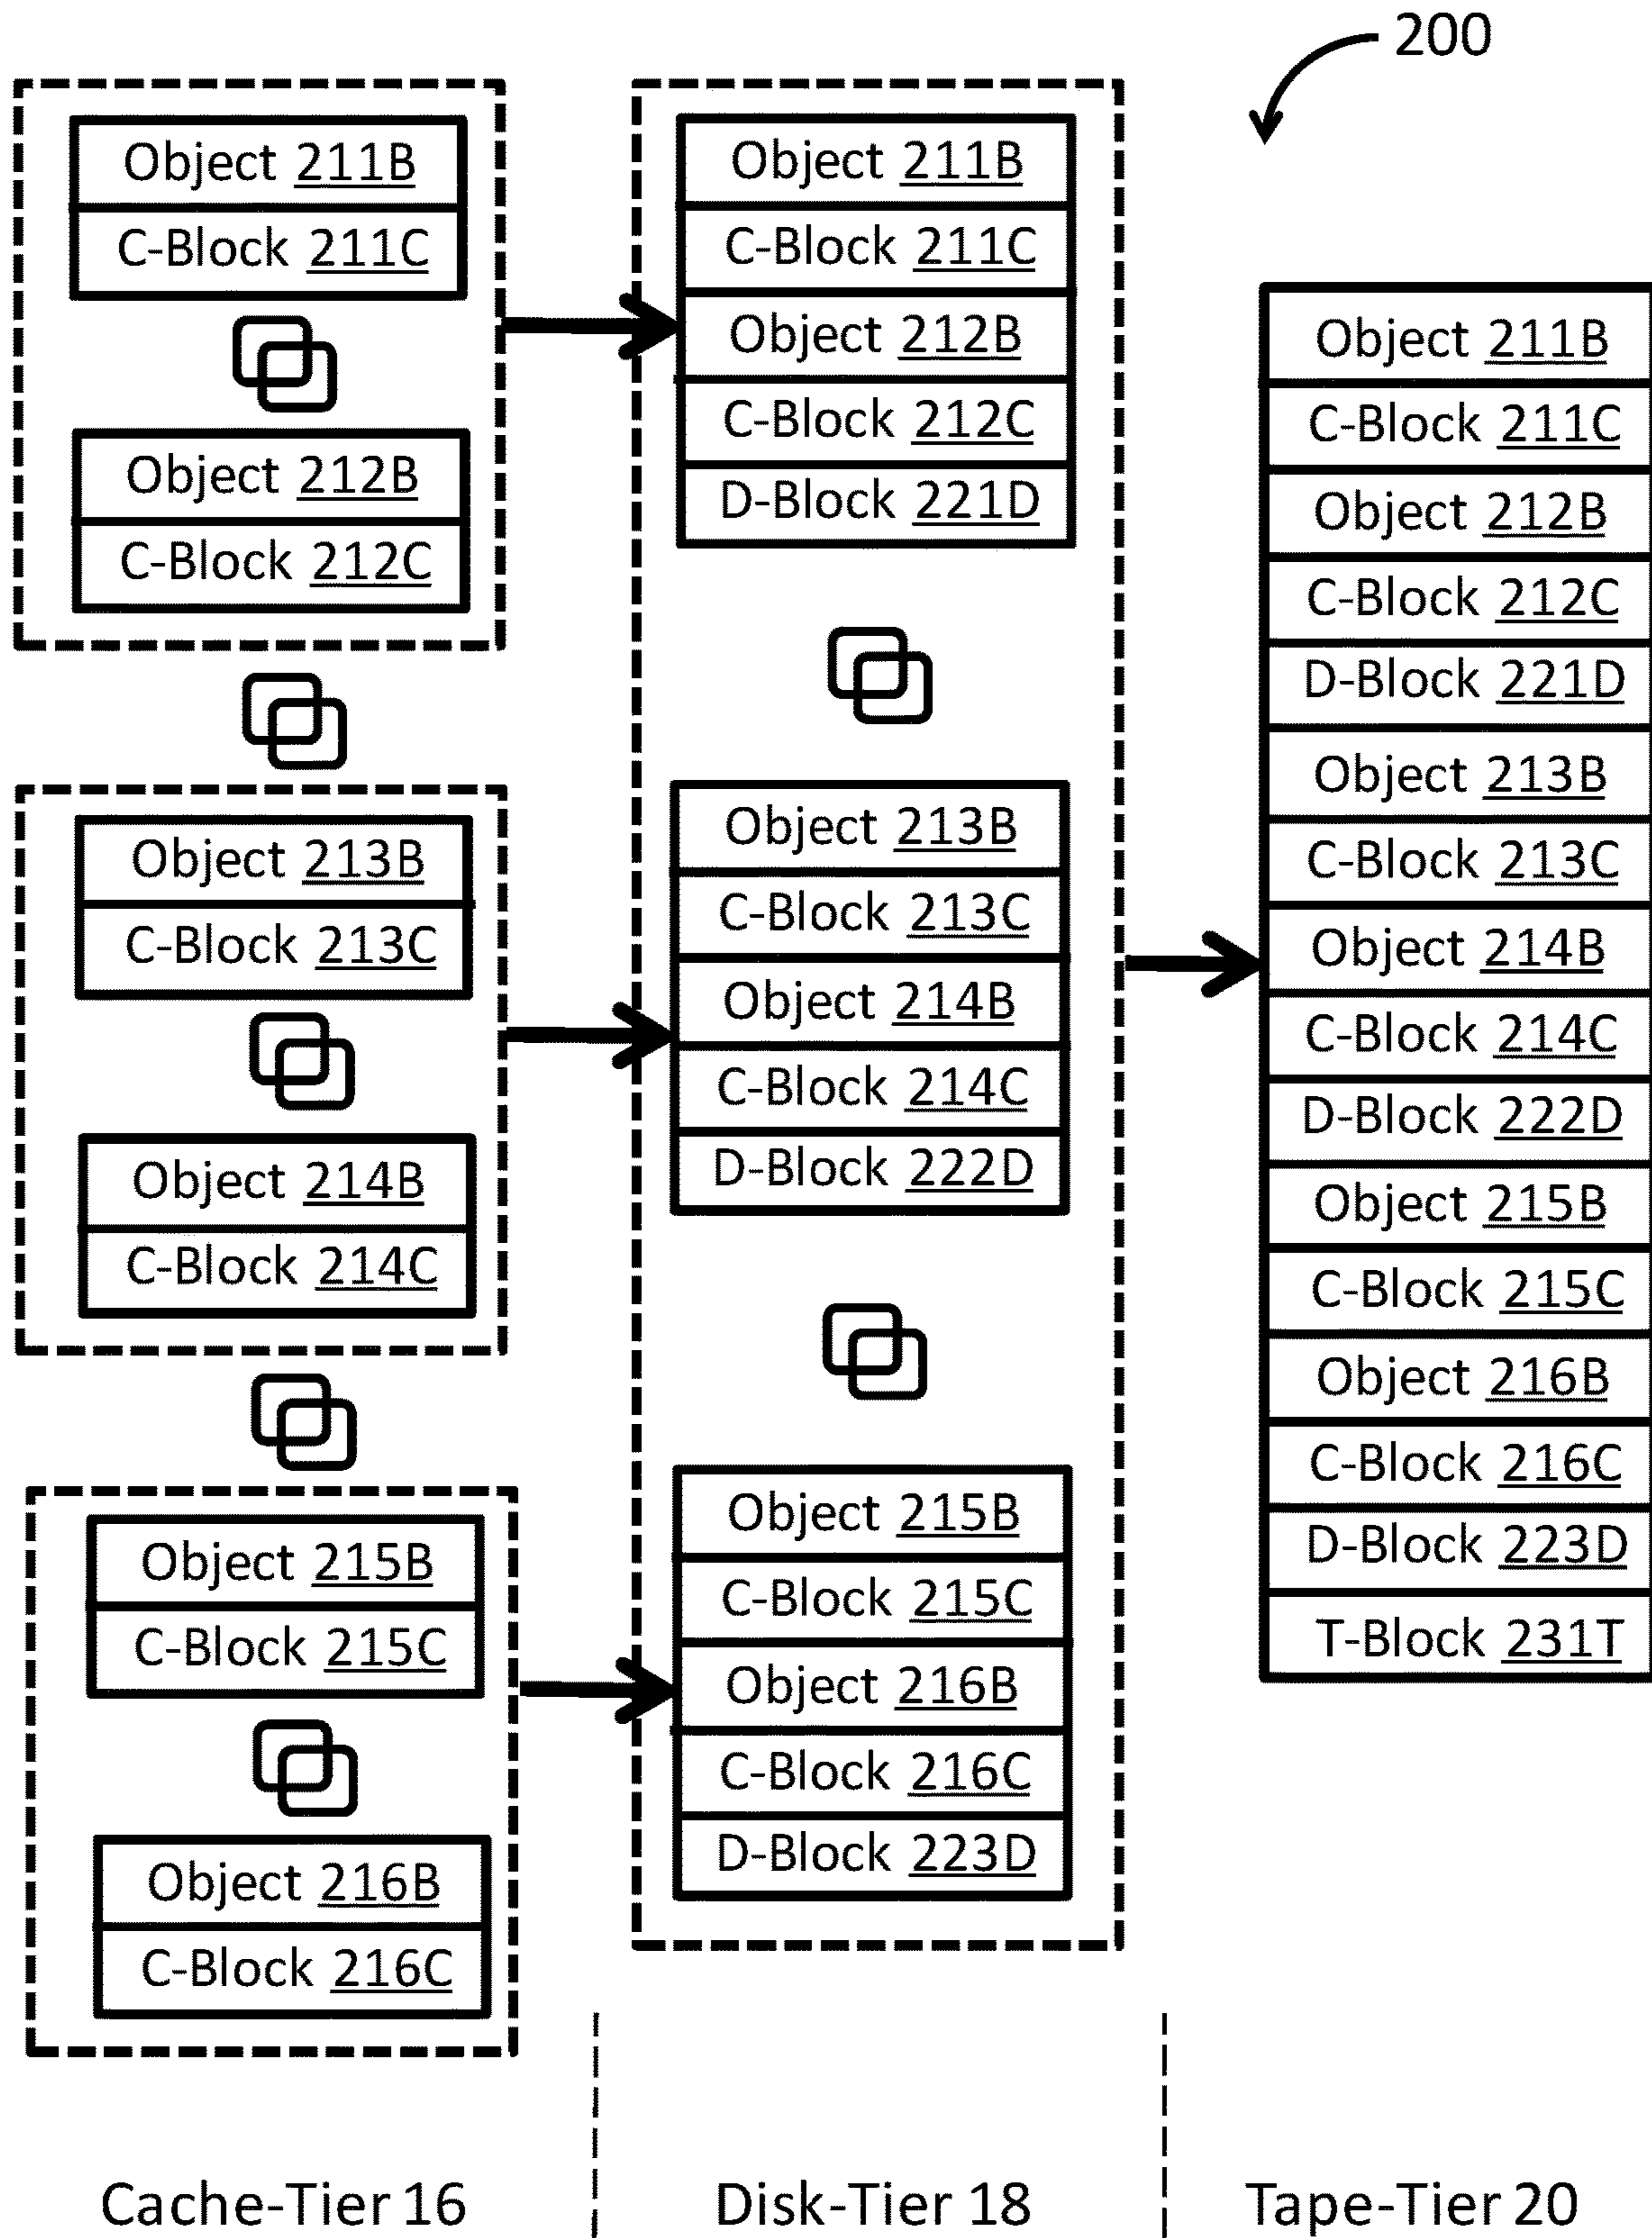 200
Object 211B
C-Block 211C
Object 212B
C-Block 212C
Object 213B
C-Block 213C
Object 214B
C-Block 214C
Object 215B
C-Block 215C
Object 216B
C-Block 216C
Cache-Tier 16
Object 211B
C-Block 211C
Object 212B
C-Block 212C
D-Block 221D
Object 213B
C-Block 213C
Object 214B
C-Block 214C
D-Block 222D
Object 215B
C-Block 215C
Object 216B
C-Block 216C
D-Block 223D
Disk-Tier 18
Object 211B
C-Block 211C
Object 212B
C-Block 212C
D-Block 221D
Object 213B
C-Block 213C
Object 214B
C-Block 214C
D-Block 222D
Object 215B
C-Block 215C
Object 216B
C-Block 216C
D-Block 223D
T-Block 231T
Tape-Tier 20